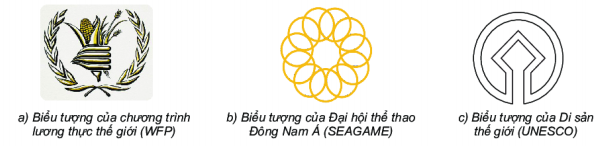 a) Biểu tượng của chương trình
lương thực thế giới (WFP)
b) Biểu tượng của Đại hội thể thao
Đông Nam Á (SEAGAME)
c) Biểu tượng của Di sản
thế giới (UNESCO)